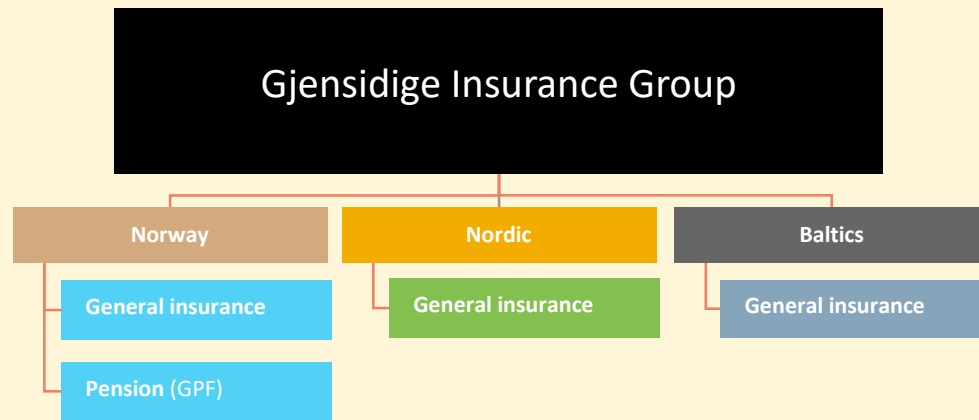 Gjensidige Insurance Group
Norway
Nordic
Baltics
General insurance
General insurance
General insurance
Pension (GPF)